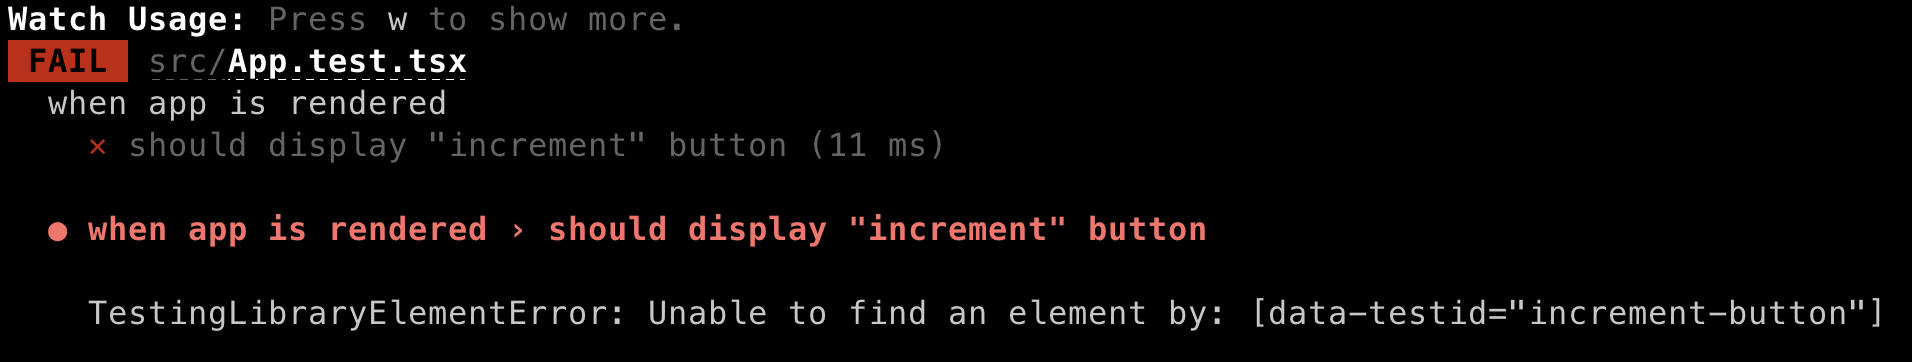 Watch Usage: Press w to show more.
FAIL src/App.test.tsx
when app is rendered
× should display "increment" button (11 ms)
● when app is rendered › should display "increment" button
TestingLibraryElementError: Unable to find an element by: [data-testid="increment-button"]